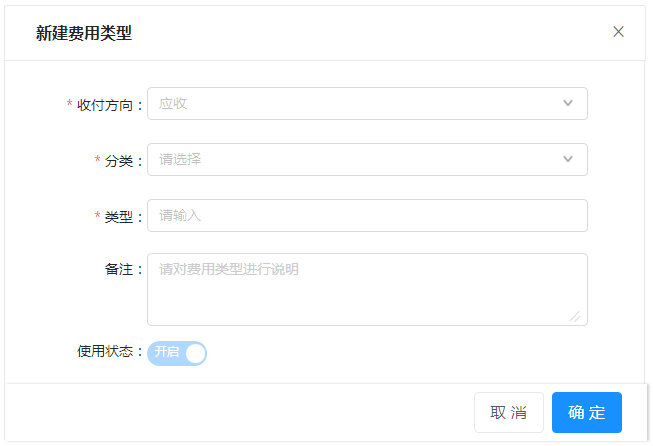 新建费用类型
* 收付方向： 应收
* 分类： 请选择
* 类型： 请输入
备注： 请对费用类型进行说明
使用状态： 开启
取 消 确 定